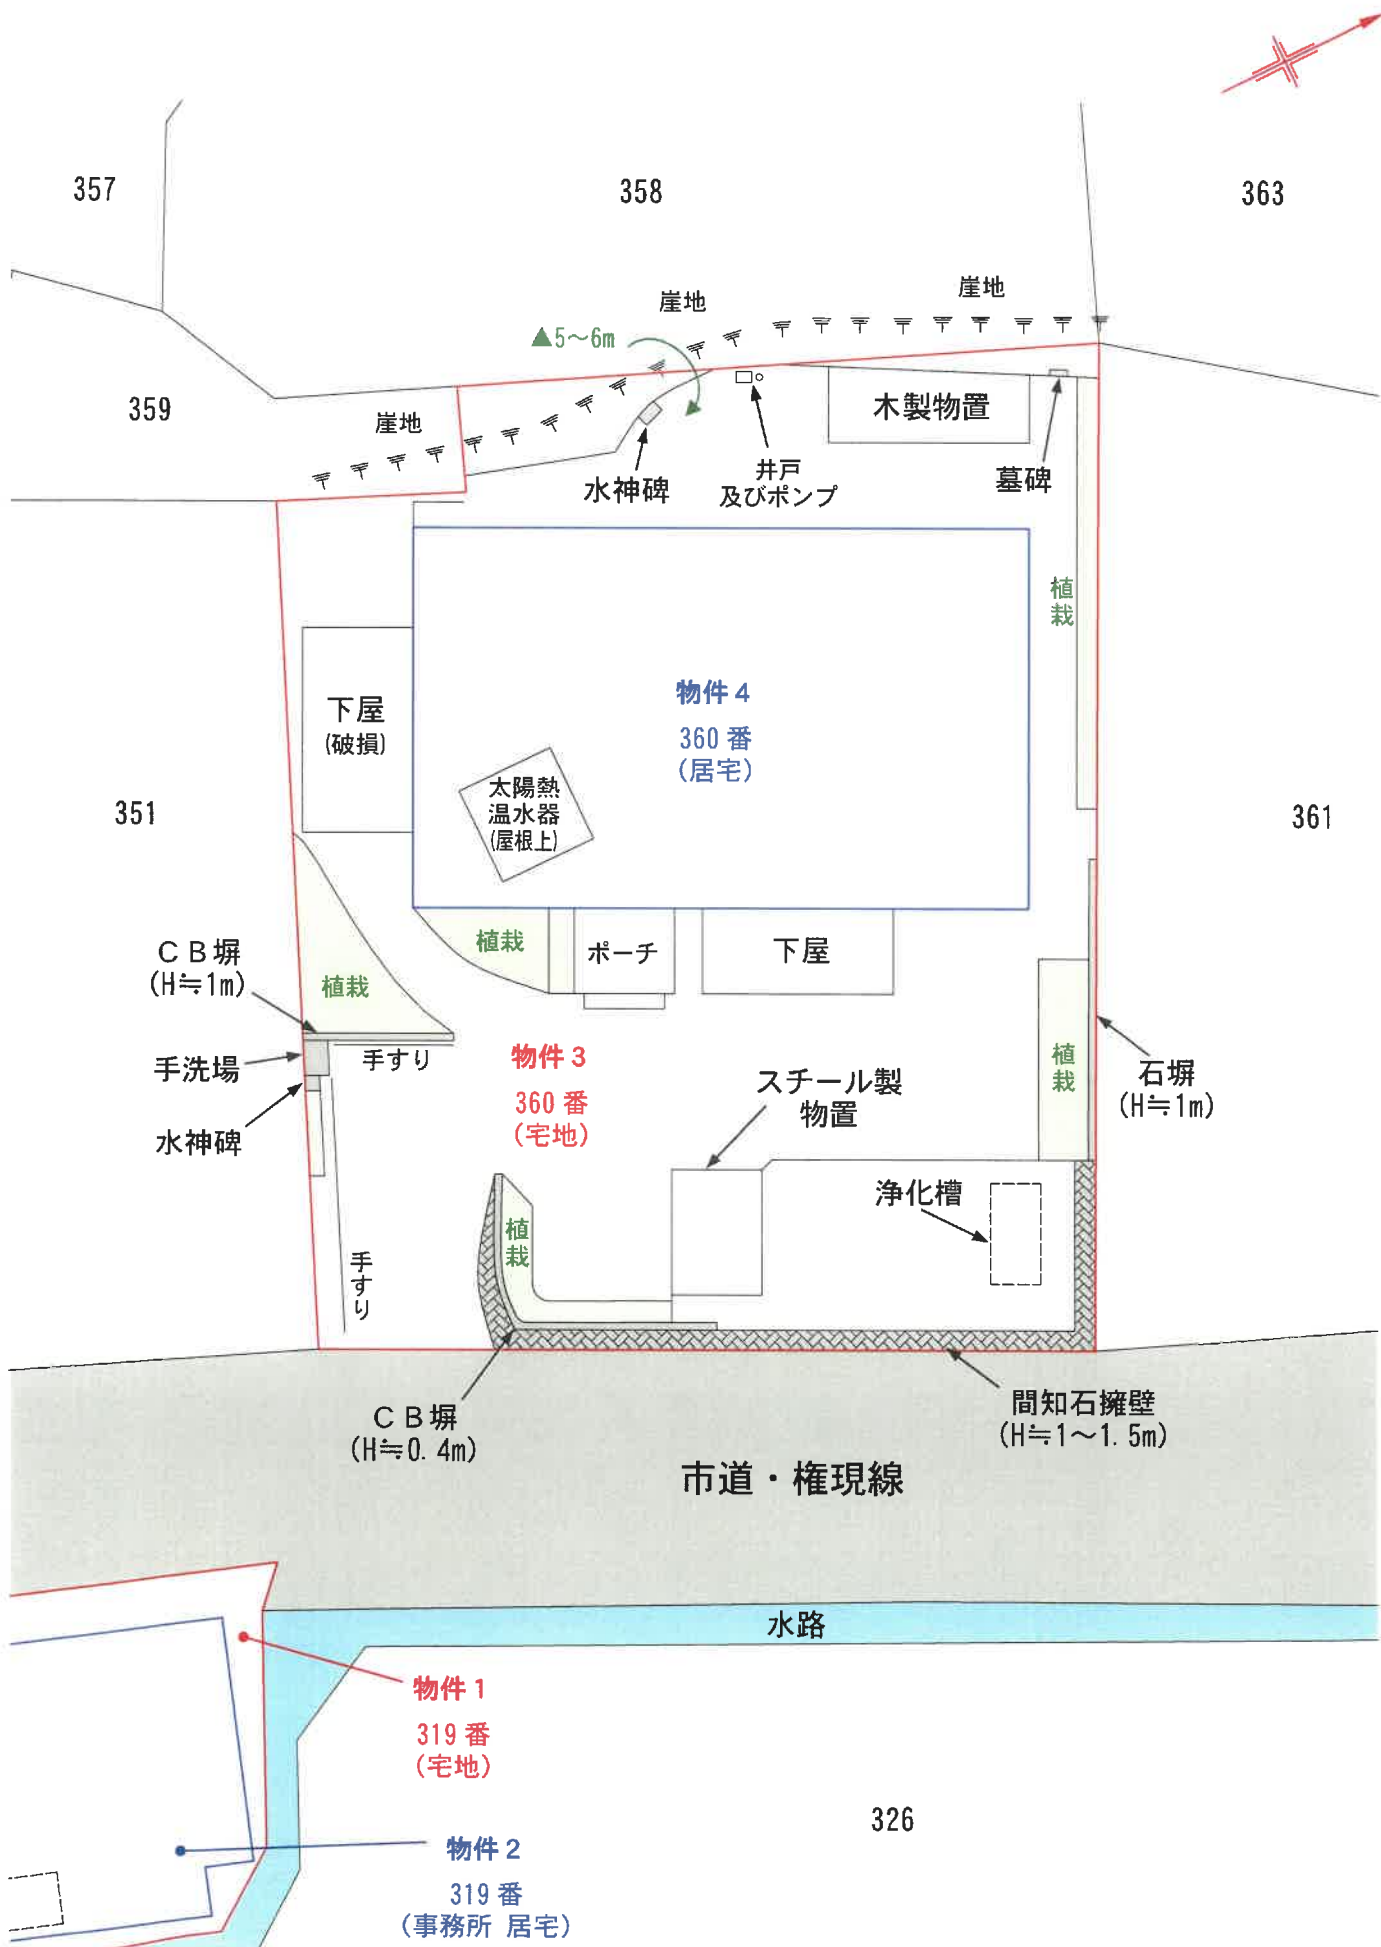 357
358
363
崖地
崖地
▲5～6m
359
崖地
木製物置
水神碑
井戸
及びポンプ
墓碑
植栽
物件4
360 番
(居宅)
下屋
(破損)
太陽熱
温水器
(屋根上)
351
361
ＣＢ塀
(H≒1m)
植栽
植栽
ポーチ
下屋
手洗場
手すり
物件3
360 番
(宅地)
水神碑
スチール製
物置
植栽
石塀
(H≒1m)
浄化槽
植栽
手すり
ＣＢ塀
(H≒0.4m)
間知石擁壁
(H≒1～1.5m)
市道・権現線
水路
物件1
319 番
(宅地)
物件2
319 番
(事務所 居宅)
326